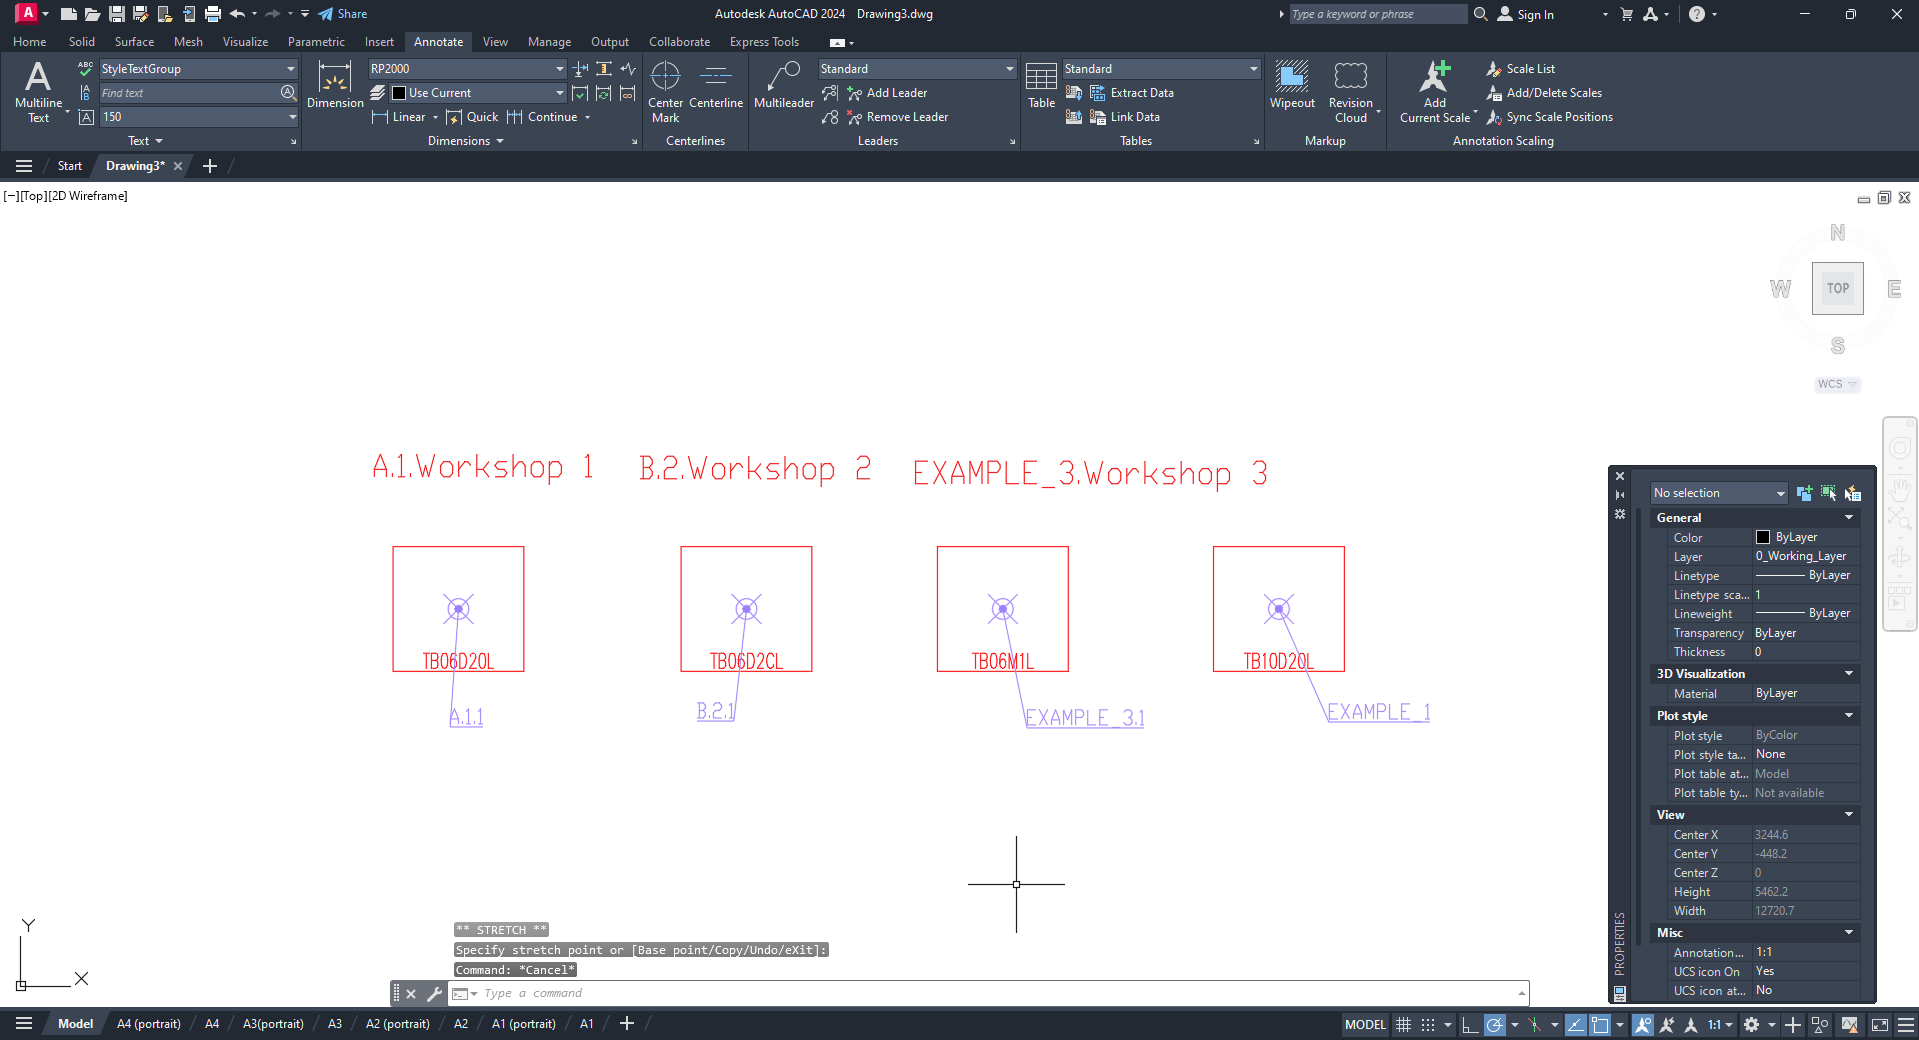 A Share Autodesk AutoCAD 2024 Drawing3.dwg Type a keyword or phrase Sign In
Home Solid Surface Mesh Visualize Parametric Insert Annotate View Manage Output Collaborate Express Tools
Multiline Text
ABC StyleTextGroup
Find text
150
Text
Dimension
RP2000
Use Current
Linear Quick Continue
Dimensions
Center Mark Centerline
Centerlines
Multileader
Standard
Add Leader
Remove Leader
Leaders
Table
Standard
Extract Data
Link Data
Tables
Wipeout Revision Cloud
Markup
Add Current Scale
Scale List
Add/Delete Scales
Sync Scale Positions
Annotation Scaling
Start Drawing3*
[−][Top][2D Wireframe]
N
W TOP E
S
WCS
A.1.Workshop 1 B.2.Workshop 2 EXAMPLE_3.Workshop 3
TB06D20L TB06D2CL TB06M1L TB10D20L
A.1.1 B.2.1 EXAMPLE_3.1 EXAMPLE_1
No selection
General
Color ByLayer
Layer 0_Working_Layer
Linetype ByLayer
Linetype sca... 1
Lineweight ByLayer
Transparency ByLayer
Thickness 0
3D Visualization
Material ByLayer
Plot style
Plot style ByColor
Plot style ta... None
Plot table at... Model
Plot table ty... Not available
View
Center X 3244.6
Center Y -448.2
Center Z 0
Height 5462.2
Width 12720.7
Misc
Annotation... 1:1
UCS icon On Yes
UCS icon at... No
PROPERTIES
Y
X
** STRETCH **
Specify stretch point or [Base point/Copy/Undo/eXit]:
Command: *Cancel*
Type a command
Model A4 (portrait) A4 A3(portrait) A3 A2 (portrait) A2 A1 (portrait) A1
MODEL 1:1